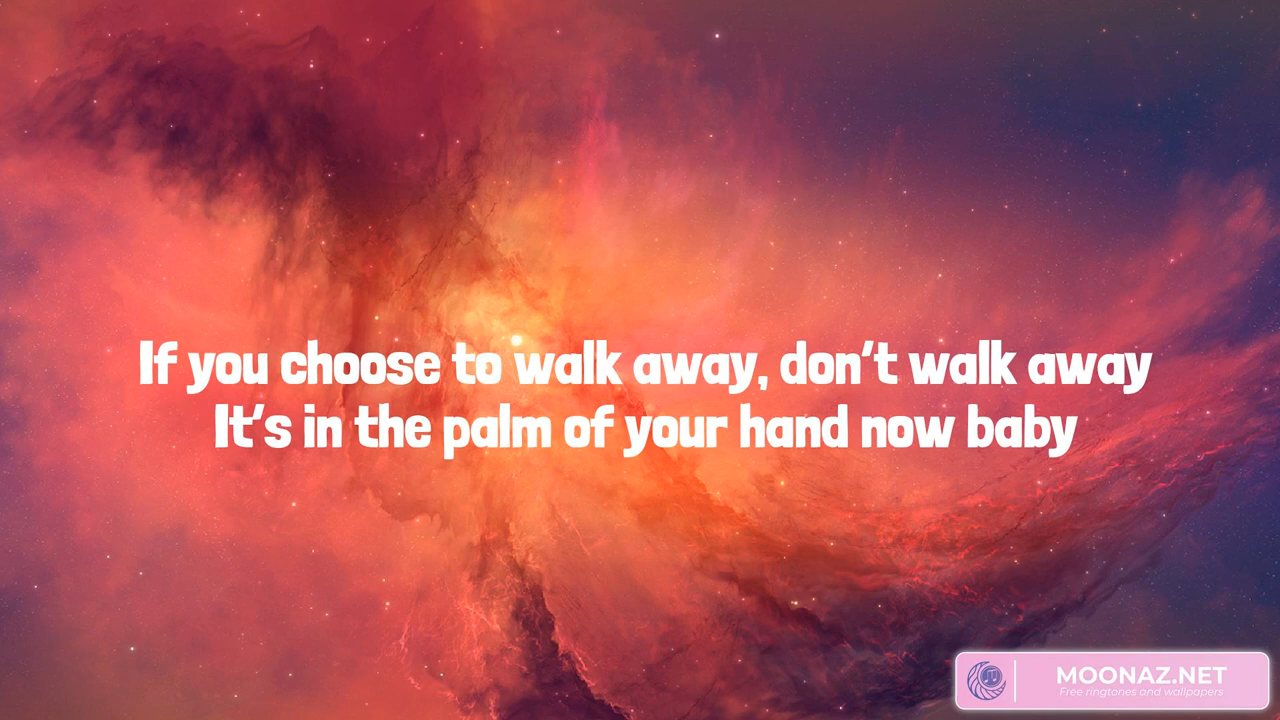 If you choose to walk away, don't walk away
It's in the palm of your hand now baby
MOONAZ.NET
Free ringtones and wallpapers